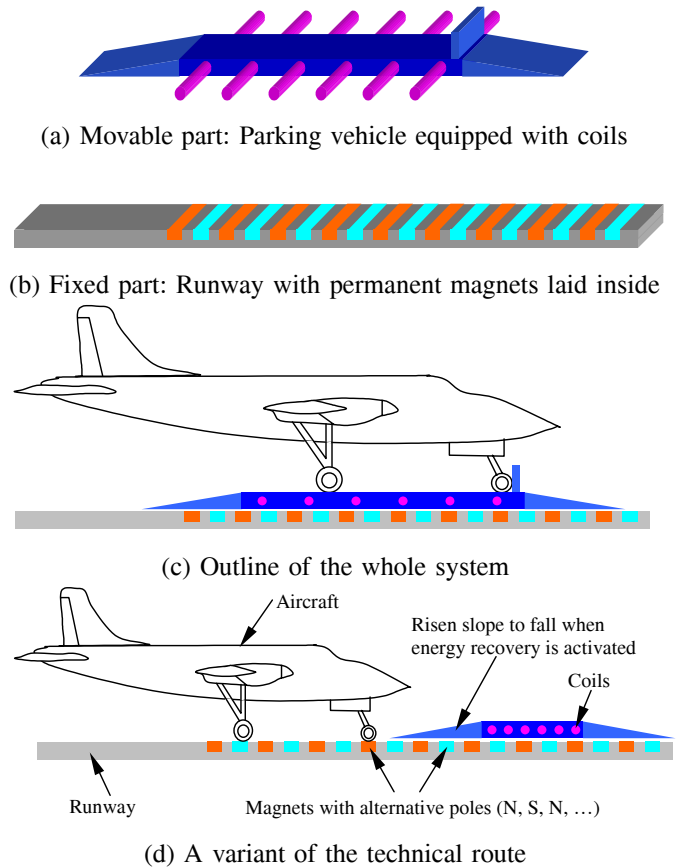 (a) Movable part: Parking vehicle equipped with coils
(b) Fixed part: Runway with permanent magnets laid inside
(c) Outline of the whole system
Aircraft
Risen slope to fall when
energy recovery is activated
Coils
Runway
Magnets with alternative poles (N, S, N, …)
(d) A variant of the technical route